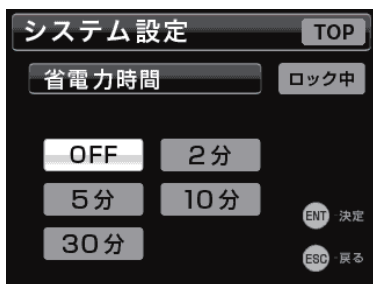 システム設定 TOP
省電力時間 ロック中
OFF 2分
5分 10分
30分
ENT 決定
ESC 戻る